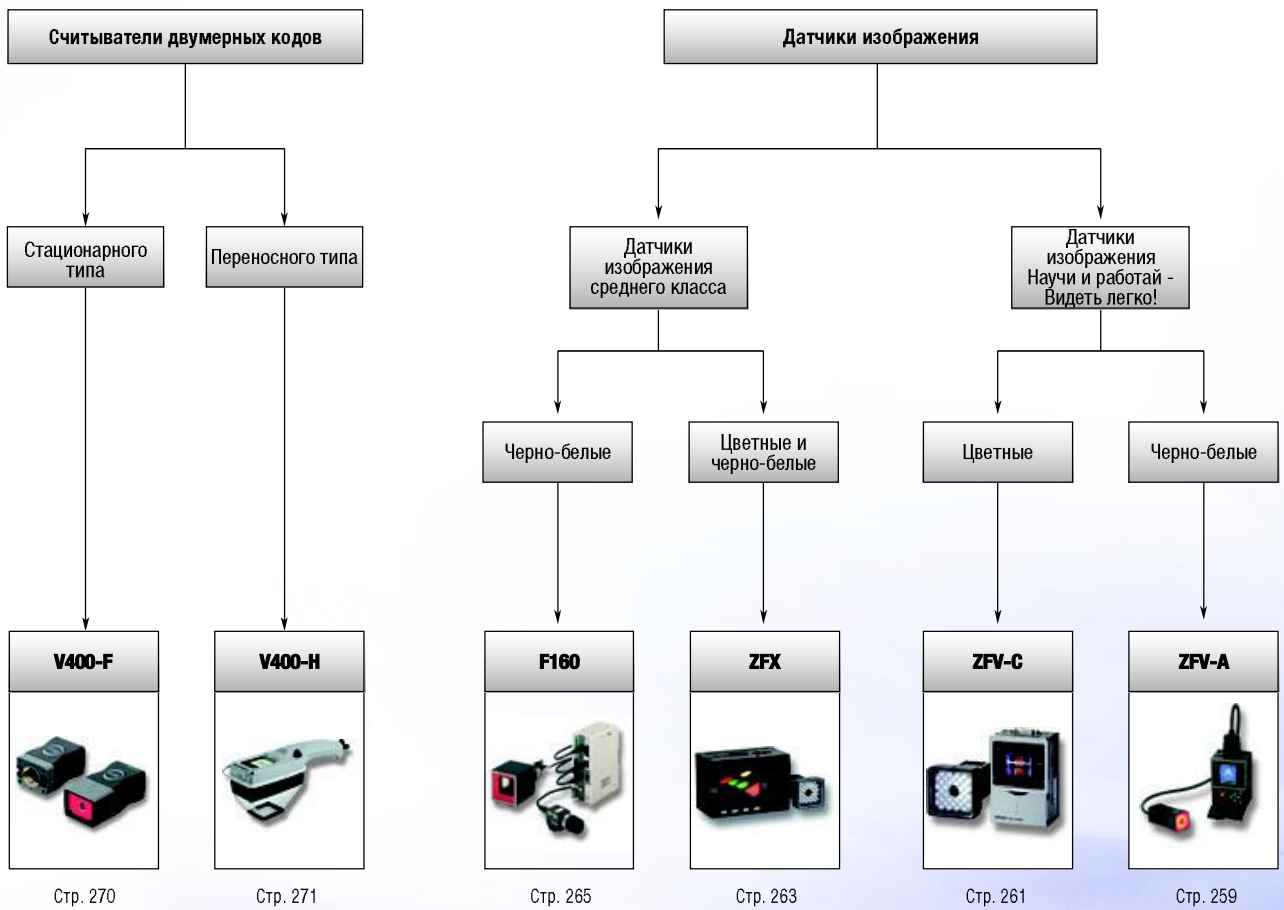 Считыватели двумерных кодов
Датчики изображения
Стационарного
типа
Переносного типа
Датчики
изображения
среднего класса
Датчики
изображения
Научи и работай -
Видеть легко!
Черно-белые
Цветные и
черно-белые
Цветные
Черно-белые
V400-F
V400-H
F160
ZFX
ZFV-C
ZFV-A
Стр. 270
Стр. 271
Стр. 265
Стр. 263
Стр. 261
Стр. 259